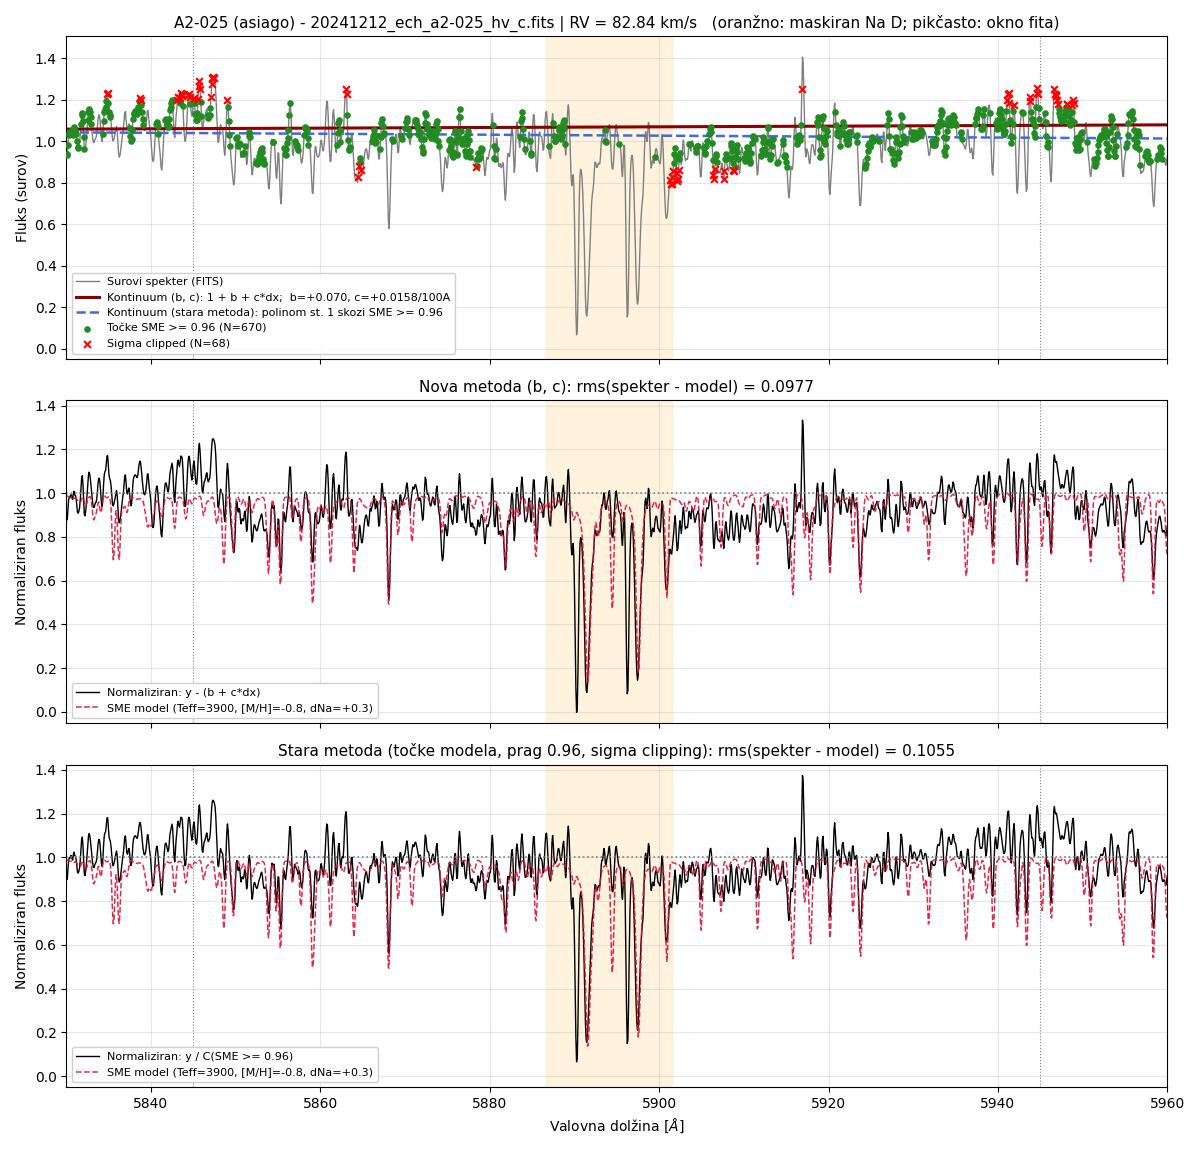 A2-025 (asiago) - 20241212_ech_a2-025_hv_c.fits | RV = 82.84 km/s   (oranžno: maskiran Na D; pikčasto: okno fita)
1.4
1.2
1.0
0.8
0.6
0.4
0.2
0.0
Fluks (surov)
Surovi spekter (FITS)
Kontinuum (b, c): 1 + b + c*dx;  b=+0.070, c=+0.0158/100A
Kontinuum (stara metoda): polinom st. 1 skozi SME >= 0.96
Točke SME >= 0.96 (N=670)
Sigma clipped (N=68)
Nova metoda (b, c): rms(spekter - model) = 0.0977
1.4
1.2
1.0
0.8
0.6
0.4
0.2
0.0
Normaliziran fluks
Normaliziran: y - (b + c*dx)
SME model (Teff=3900, [M/H]=-0.8, dNa=+0.3)
Stara metoda (točke modela, prag 0.96, sigma clipping): rms(spekter - model) = 0.1055
1.4
1.2
1.0
0.8
0.6
0.4
0.2
0.0
Normaliziran fluks
Normaliziran: y / C(SME >= 0.96)
SME model (Teff=3900, [M/H]=-0.8, dNa=+0.3)
5840 5860 5880 5900 5920 5940 5960
Valovna dolžina [Å]